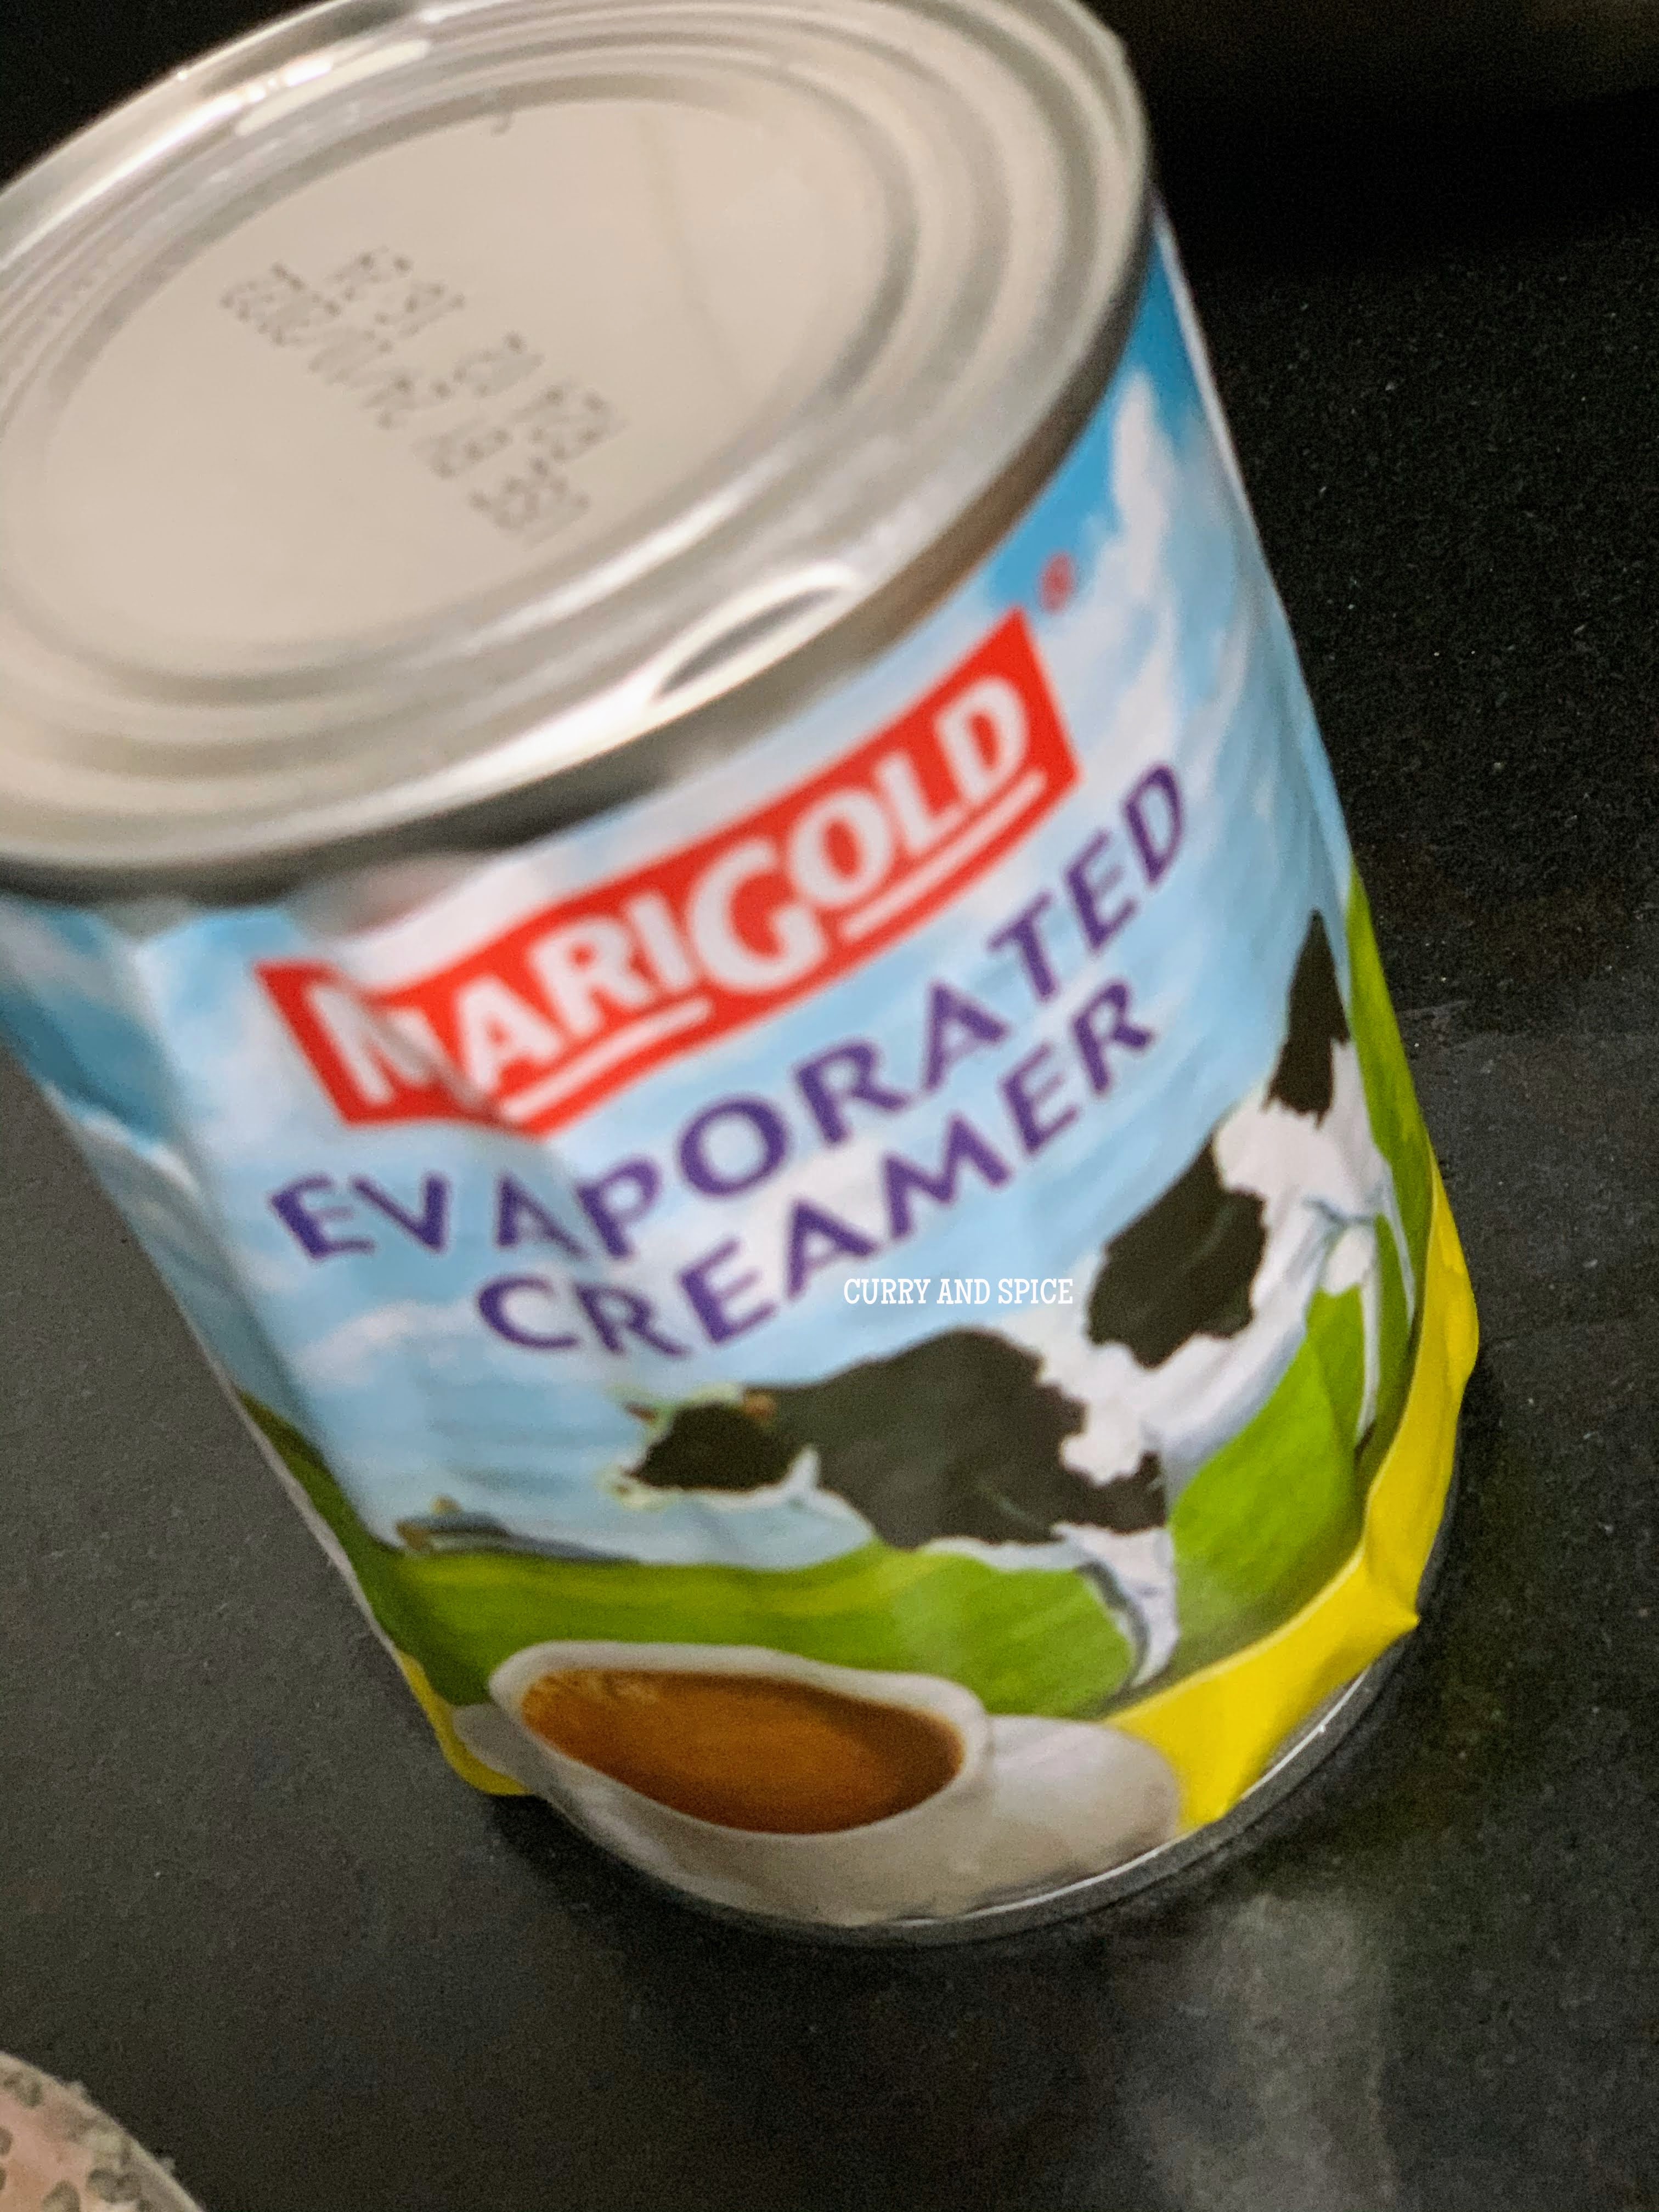 MARIGOLD
EVAPORATED
CREAMER
CURRY AND SPICE